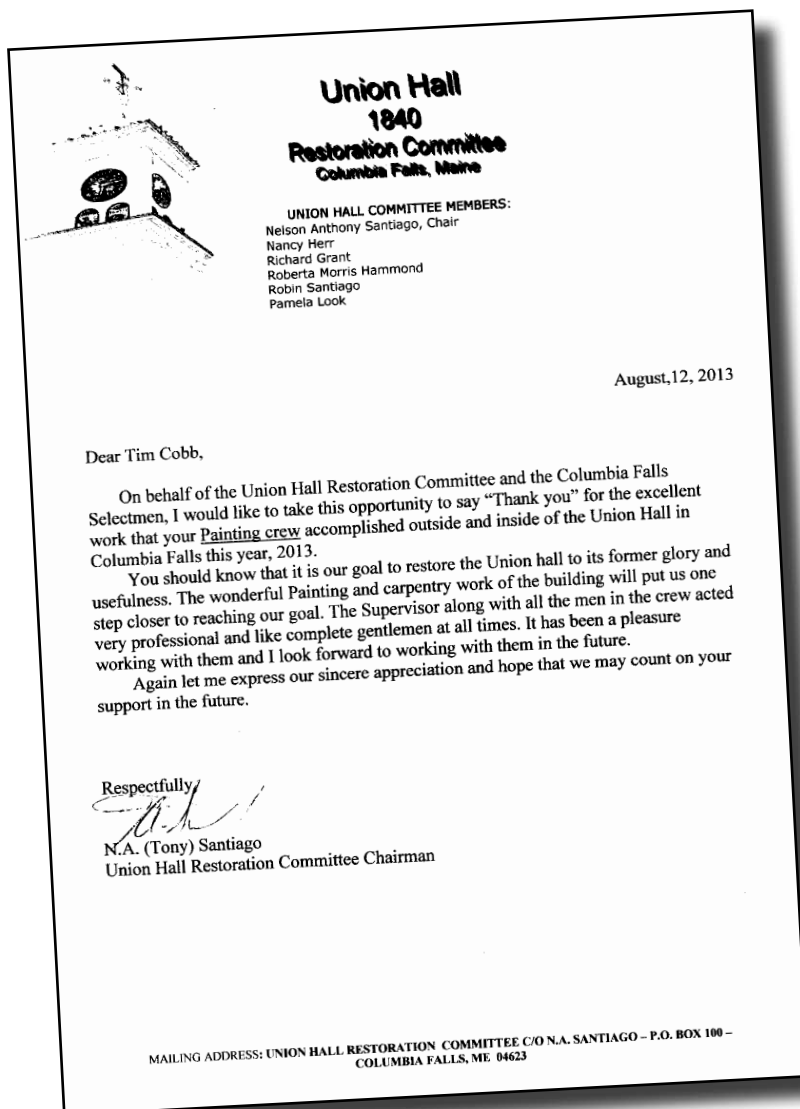 Union Hall
1840
Restoration Committee
Columbia Falls, Maine
UNION HALL COMMITTEE MEMBERS:
Nelson Anthony Santiago, Chair
Nancy Herr
Richard Grant
Roberta Morris Hammond
Robin Santiago
Pamela Look
August,12, 2013
Dear Tim Cobb,
On behalf of the Union Hall Restoration Committee and the Columbia Falls
Selectmen, I would like to take this opportunity to say “Thank you” for the excellent
work that your Painting crew accomplished outside and inside of the Union Hall in
Columbia Falls this year, 2013.
You should know that it is our goal to restore the Union hall to its former glory and
usefulness. The wonderful Painting and carpentry work of the building will put us one
step closer to reaching our goal. The Supervisor along with all the men in the crew acted
very professional and like complete gentlemen at all times. It has been a pleasure
working with them and I look forward to working with them in the future.
Again let me express our sincere appreciation and hope that we may count on your
support in the future.
Respectfully,
N.A. (Tony) Santiago
Union Hall Restoration Committee Chairman
MAILING ADDRESS: UNION HALL RESTORATION COMMITTEE C/O N.A. SANTIAGO – P.O. BOX 100 –
COLUMBIA FALLS, ME 04623